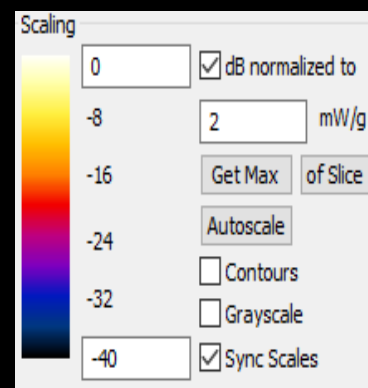 Scaling
0
dB normalized to
-8
2 mW/g
-16
Get Max of Slice
Autoscale
-24
Contours
-32
Grayscale
-40
Sync Scales